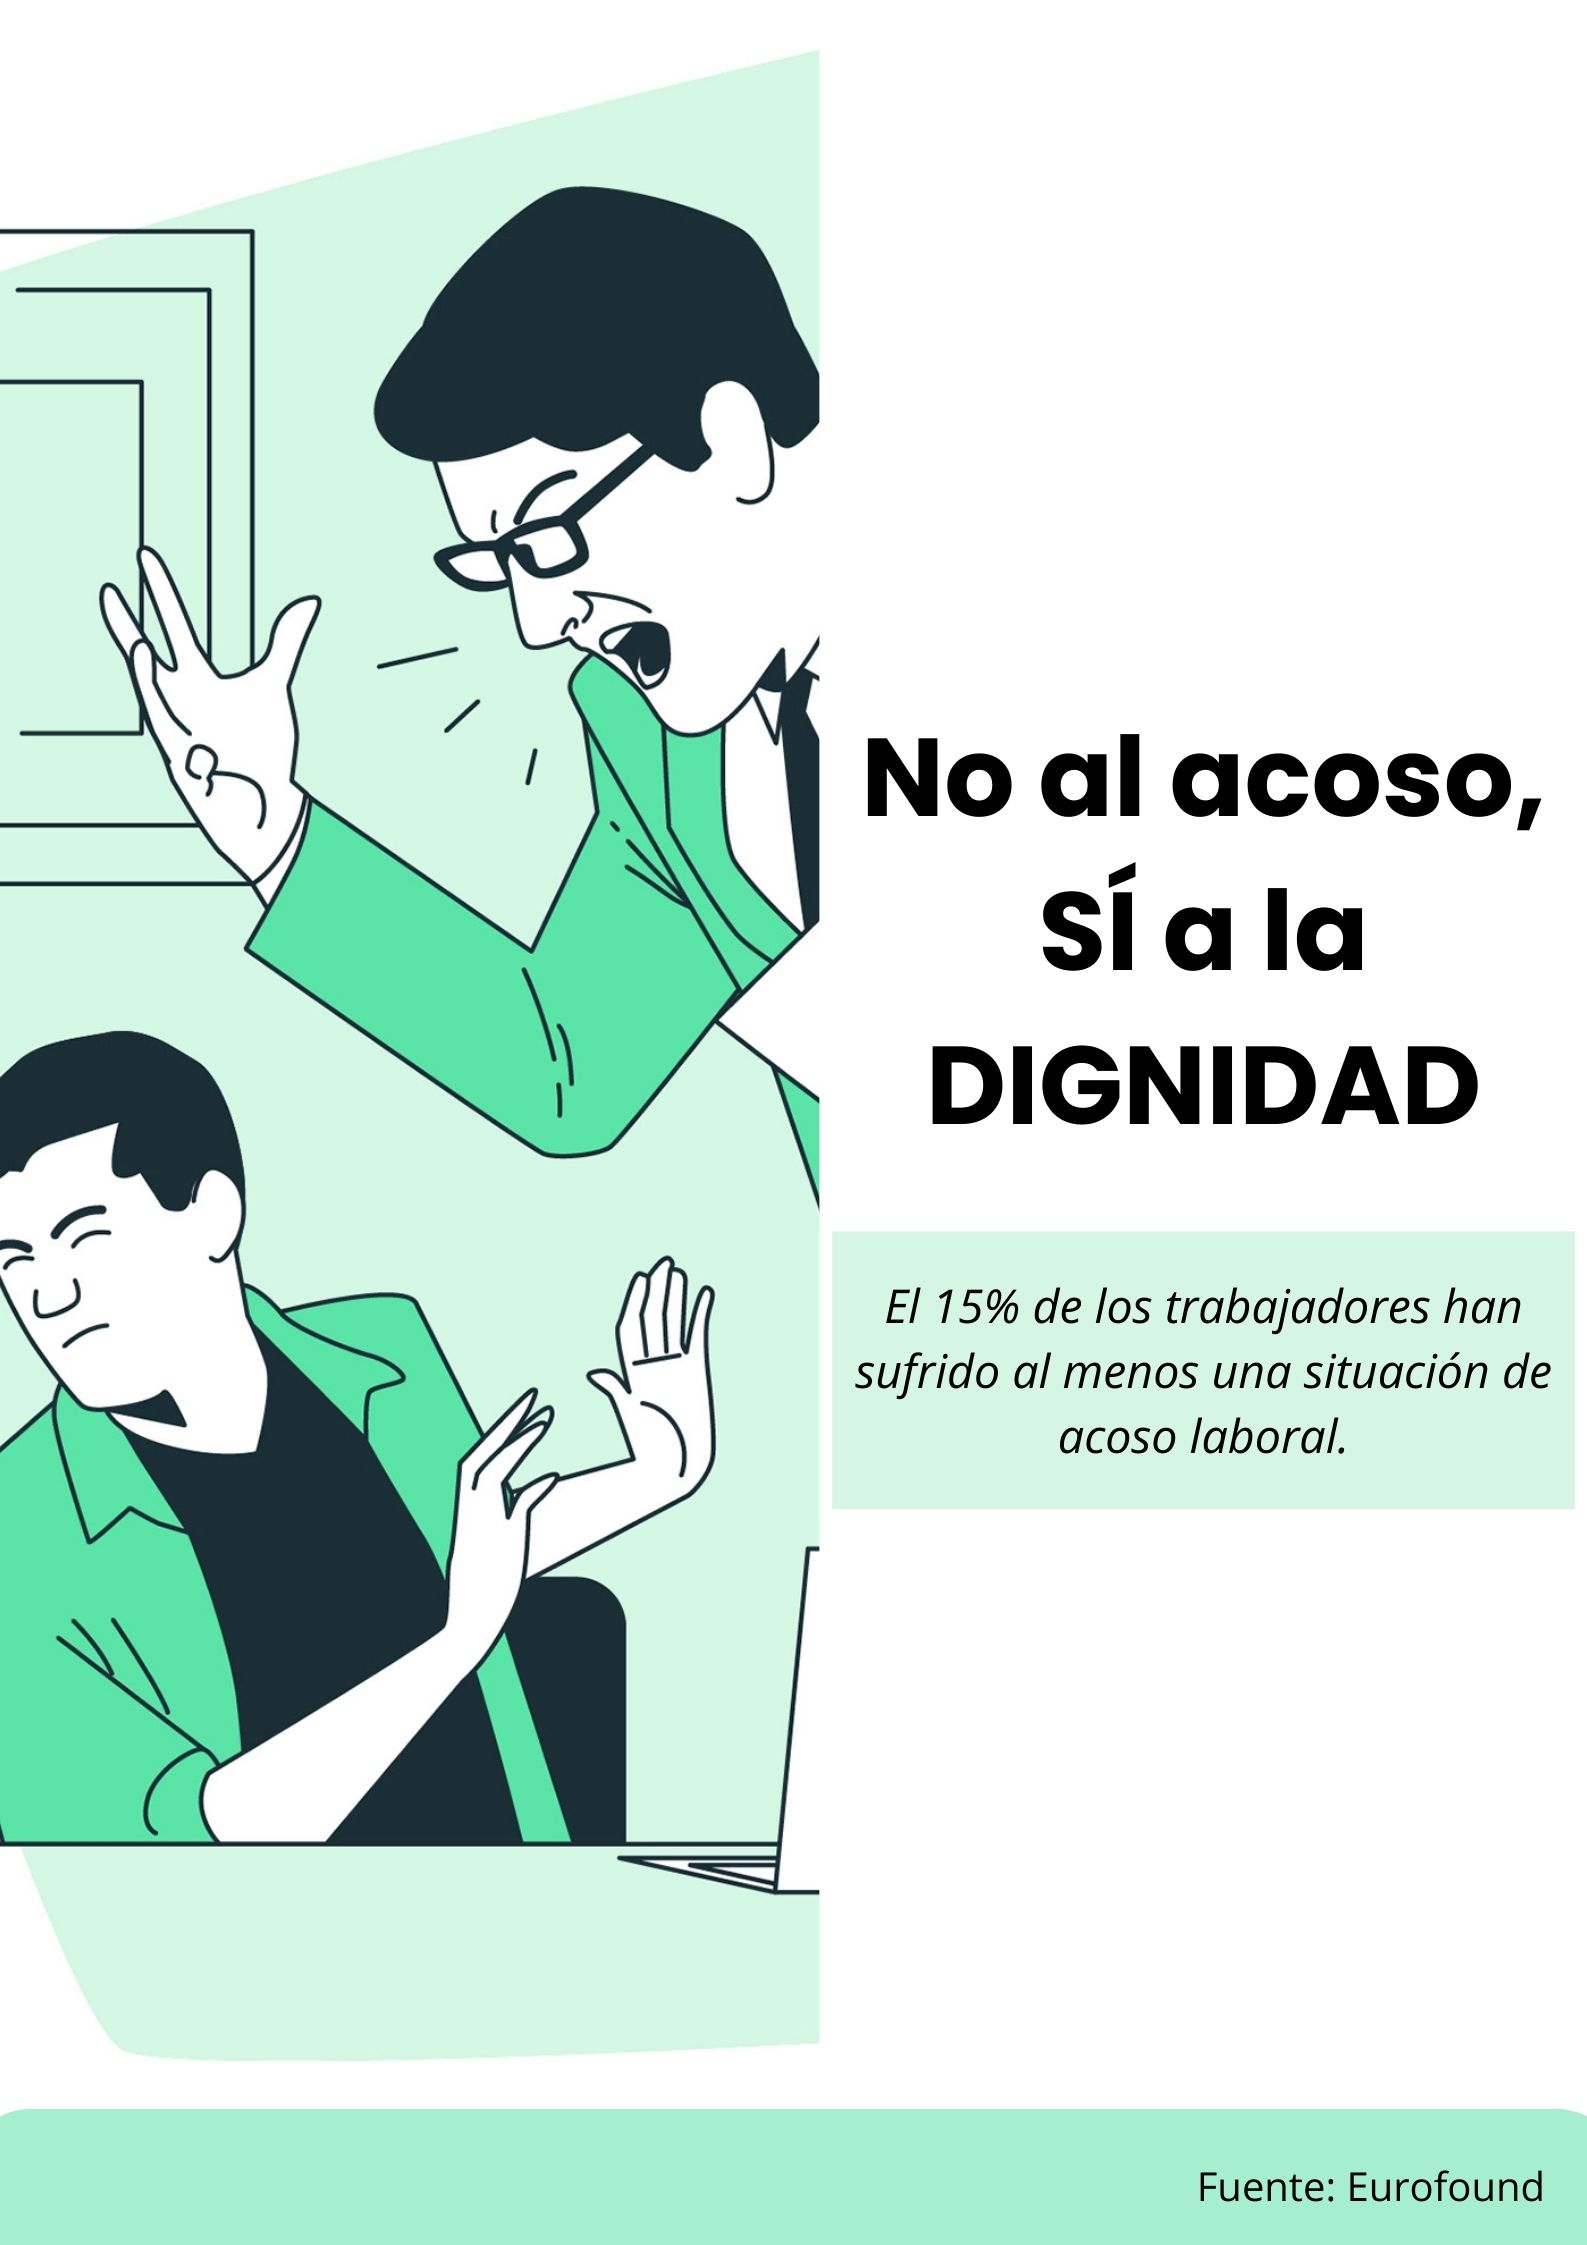 No al acoso,
SÍ a la
DIGNIDAD
El 15% de los trabajadores han
sufrido al menos una situación de
acoso laboral.
Fuente: Eurofound